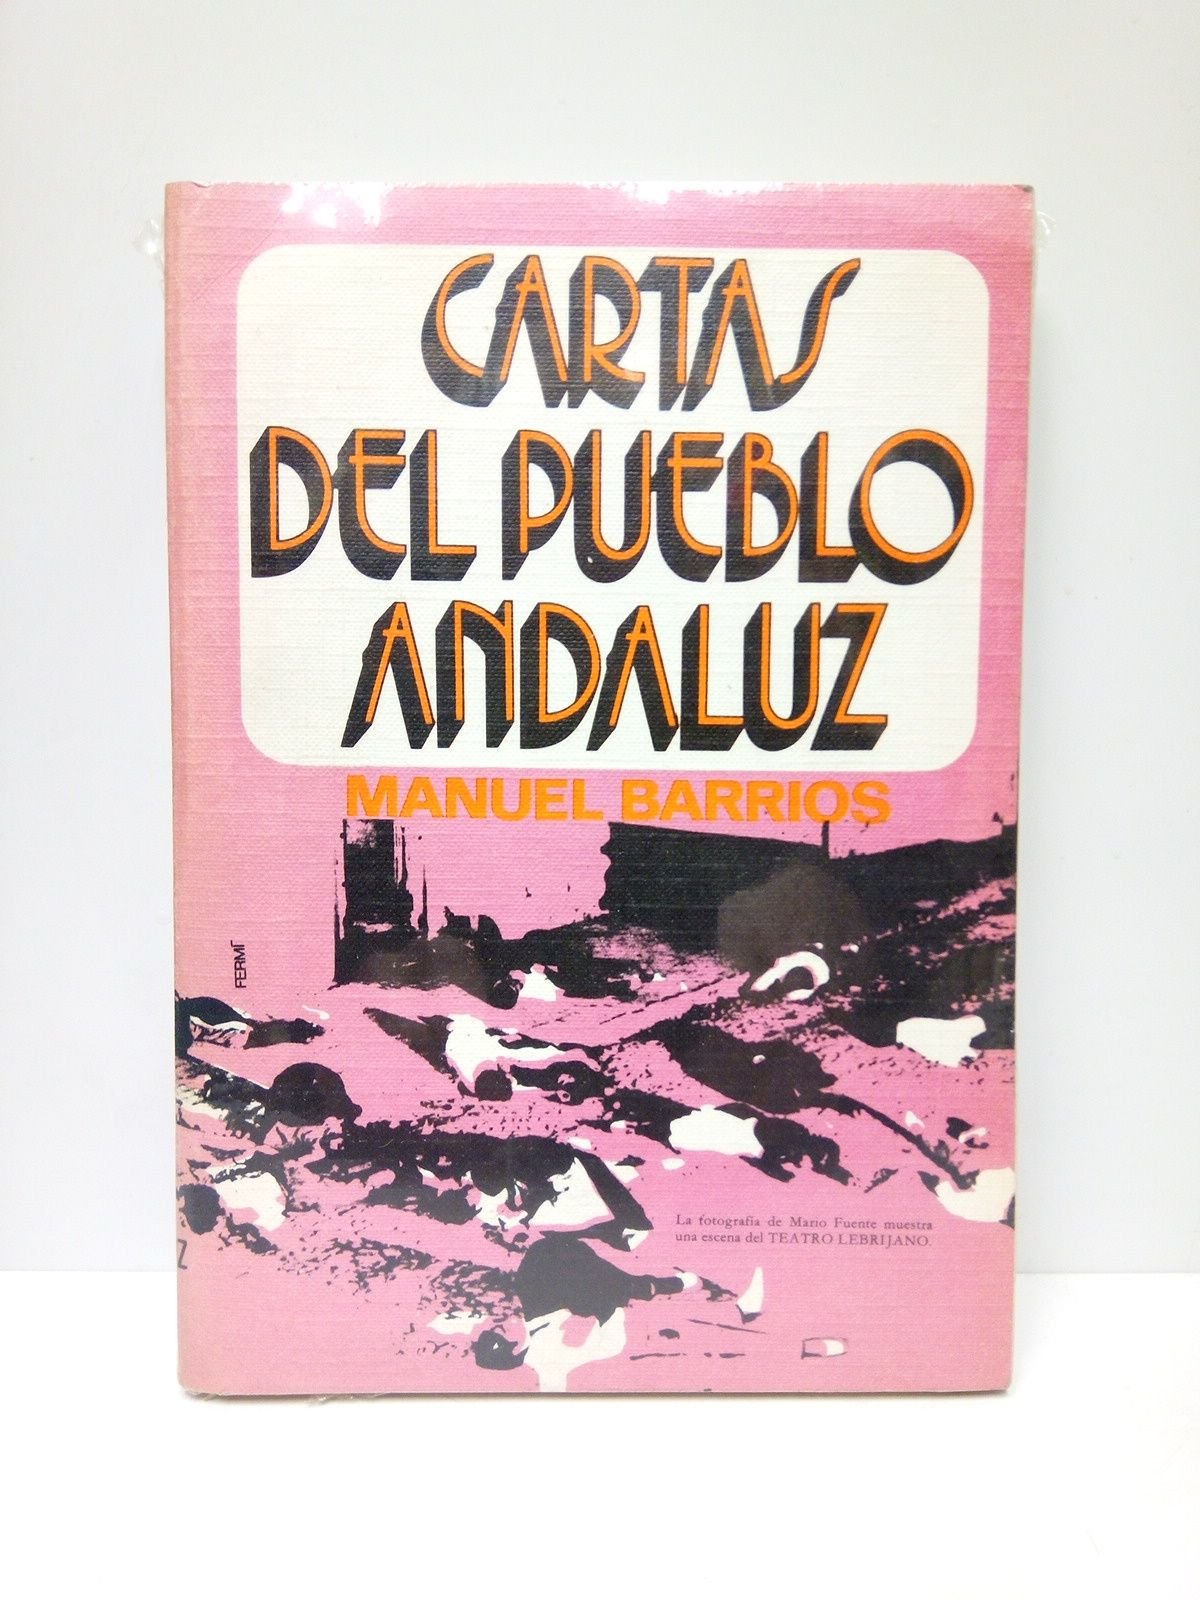 CARTAS
DEL PUEBLO
ANDALUZ
MANUEL BARRIOS
FERMÍ
La fotografía de Mario Fuente muestra
una escena del TEATRO LEBRIJANO.
Z